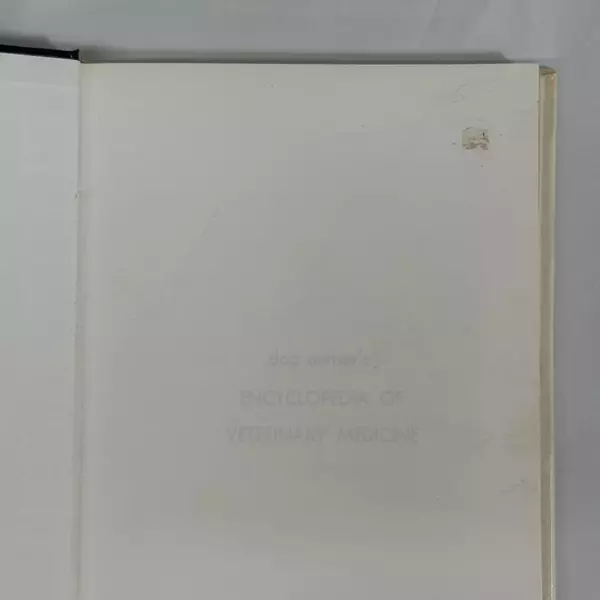 dog owner's
ENCYCLOPEDIA OF
VETERINARY MEDICINE